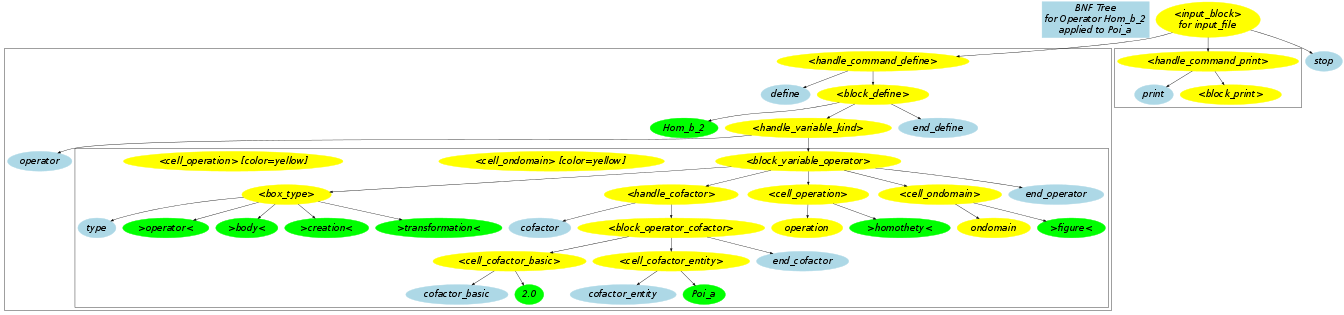 BNF Tree
for Operator Hom_b_2
applied to Poi_a
<input_block>
for input_file
<handle_command_define>
<handle_command_print>
stop
define
<block_define>
print
<block_print>
Hom_b_2
<handle_variable_kind>
end_define
operator
<cell_operation> [color=yellow]
<cell_ondomain> [color=yellow]
<block_variable_operator>
<box_type>
<handle_cofactor>
<cell_operation>
<cell_ondomain>
end_operator
type
>operator<
>body<
>creation<
>transformation<
cofactor
<block_operator_cofactor>
operation
>homothety<
ondomain
>figure<
<cell_cofactor_basic>
<cell_cofactor_entity>
end_cofactor
cofactor_basic
2.0
cofactor_entity
Poi_a